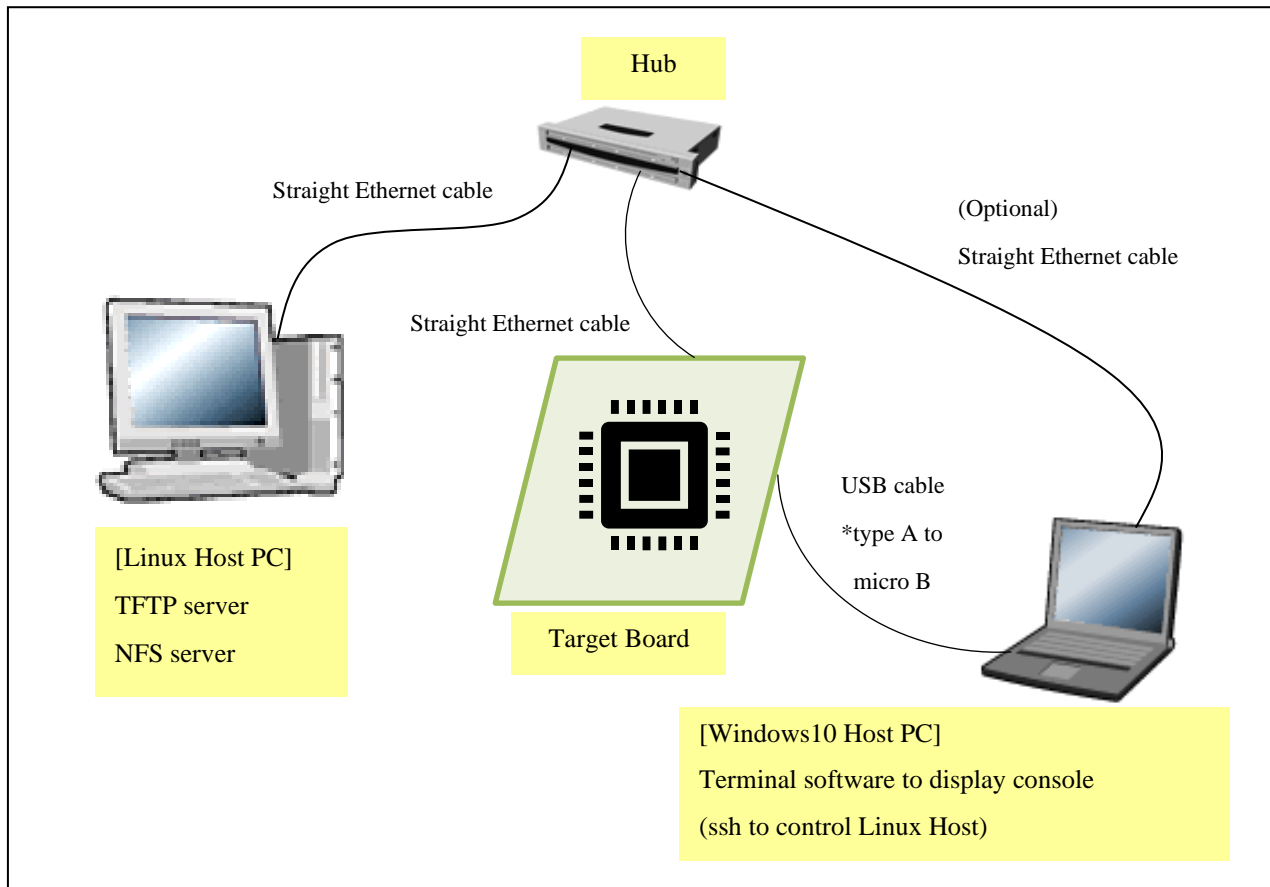 Hub
Straight Ethernet cable
(Optional)
Straight Ethernet cable
Straight Ethernet cable
USB cable
*type A to
micro B
[Linux Host PC]
TFTP server
NFS server
Target Board
[Windows10 Host PC]
Terminal software to display console
(ssh to control Linux Host)